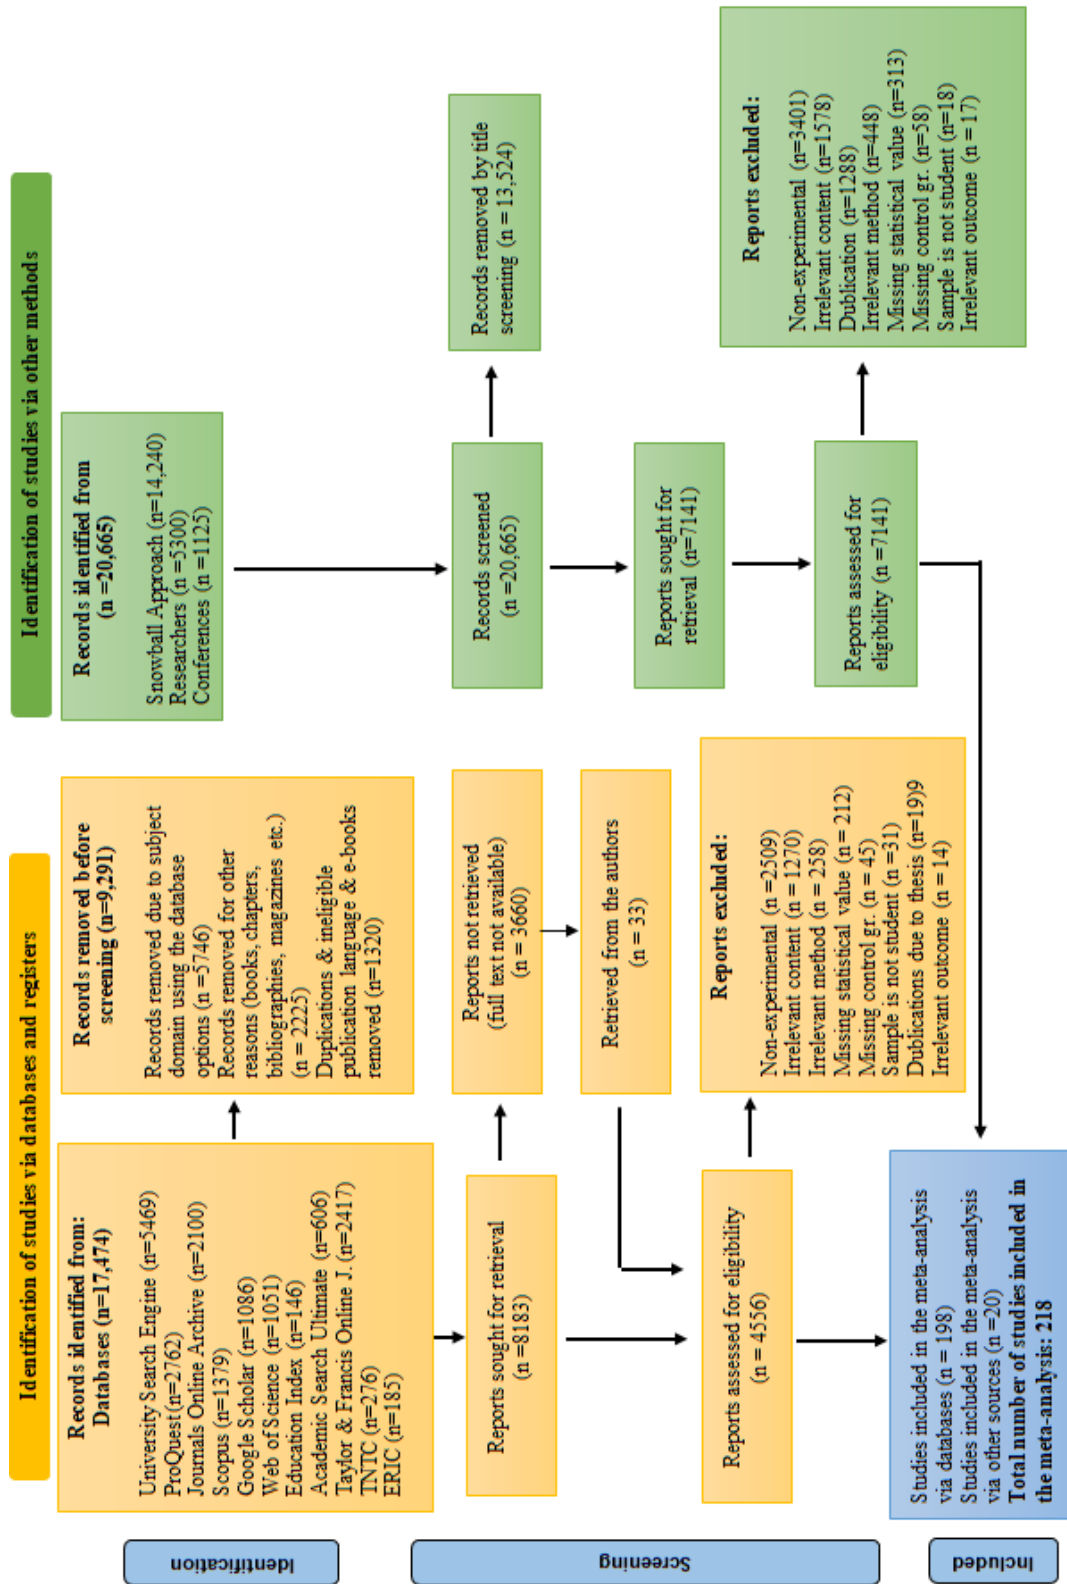 Identification of studies via databases and registers
Identification of studies via other methods
Identification
Records identified from:
Databases (n=17,474)
University Search Engine (n=5469)
ProQuest(n=2762)
Journals Online Archive (n=2100)
Scopus (n=1379)
Google Scholar (n=1086)
Web of Science (n=1051)
Education Index (n=146)
Academic Search Ultimate (n=606)
Taylor & Francis Online J. (n=2417)
TNTC (n=276)
ERIC (n=185)
Records removed before
screening (n=9,291)
Records removed due to subject
domain using the database
options (n =5746)
Records removed for other
reasons (books, chapters,
bibliographies, magazines etc.)
(n = 2225)
Duplications & ineligible
publication language & e-books
removed (n=1320)
Records identified from
(n =20,665)
Snowball Approach (n=14,240)
Researchers (n =5300)
Conferences (n =1125)
Screening
Reports sought for retrieval
(n =8183)
Reports not retrieved
(full text not available)
(n = 3660)
Retrieved from the authors
(n = 33)
Records screened
(n =20,665)
Records removed by title
screening (n = 13,524)
Reports sought for
retrieval (n=7141)
Reports assessed for eligibility
(n = 4556)
Reports excluded:
Non-experimental (n =2509)
Irrelevant content (n =1270)
Irrelevant method (n = 258)
Missing statistical value (n = 212)
Missing control gr. (n = 45)
Sample is not student (n =31)
Dublications due to thesis (n=19)9
Irrelevant outcome (n = 14)
Reports assessed for
eligibility (n =7141)
Reports excluded:
Non-experimental (n=3401)
Irrelevant content (n=1578)
Dublication (n=1288)
Irrelevant method (n=448)
Missing statistical value (n=313)
Missing control gr. (n=58)
Sample is not student (n=18)
Irrelevant outcome (n = 17)
Included
Studies included in the meta-analysis
via databases (n = 198)
Studies included in the meta-analysis
via other sources (n =20)
Total number of studies included in
the meta-analysis: 218